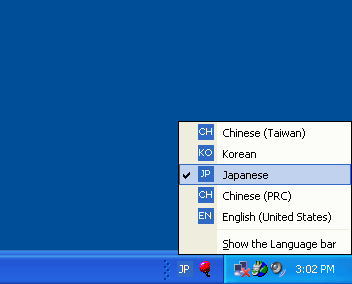 CH Chinese (Taiwan)
KO Korean
JP Japanese
CH Chinese (PRC)
EN English (United States)
Show the Language bar
JP 3:02 PM